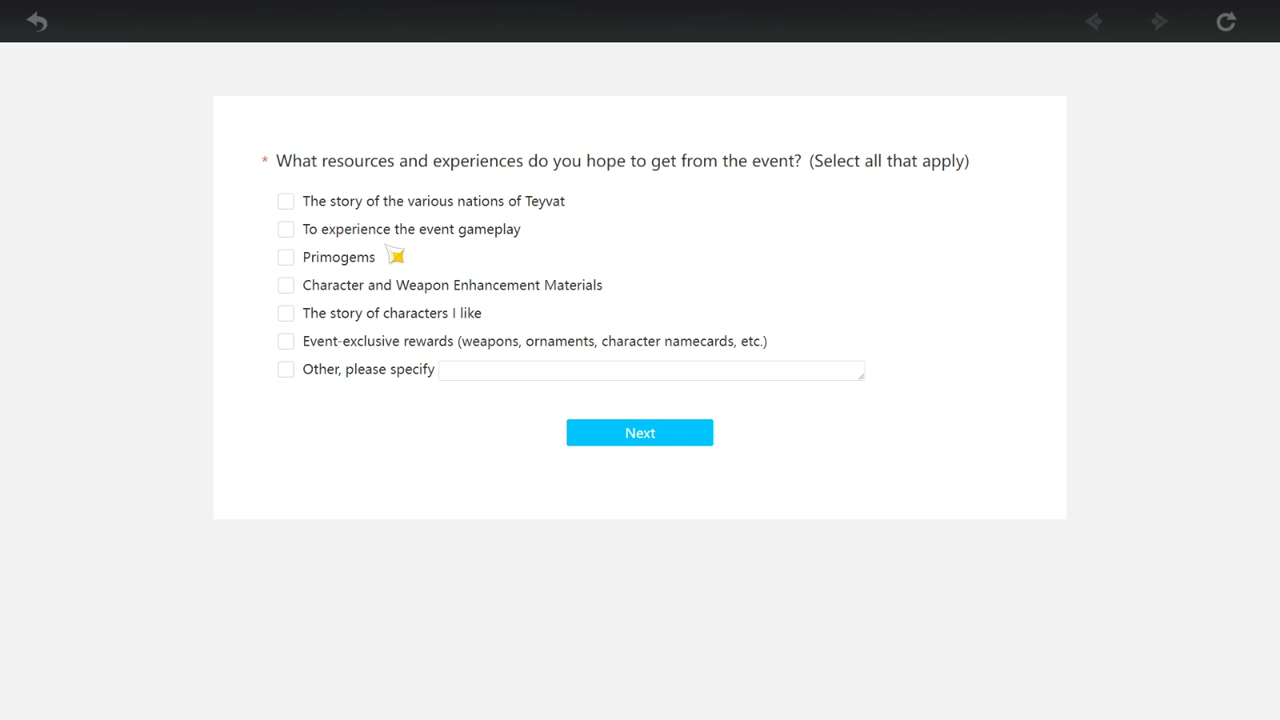 * What resources and experiences do you hope to get from the event? (Select all that apply)
The story of the various nations of Teyvat
To experience the event gameplay
Primogems
Character and Weapon Enhancement Materials
The story of characters I like
Event-exclusive rewards (weapons, ornaments, character namecards, etc.)
Other, please specify
Next